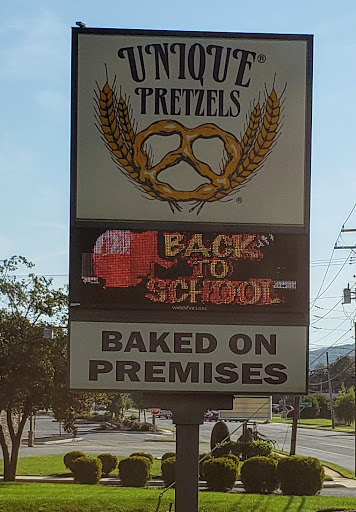 UNIQUE®
PRETZELS
®
BACK
TO
SCHOOL
BAKED ON
PREMISES